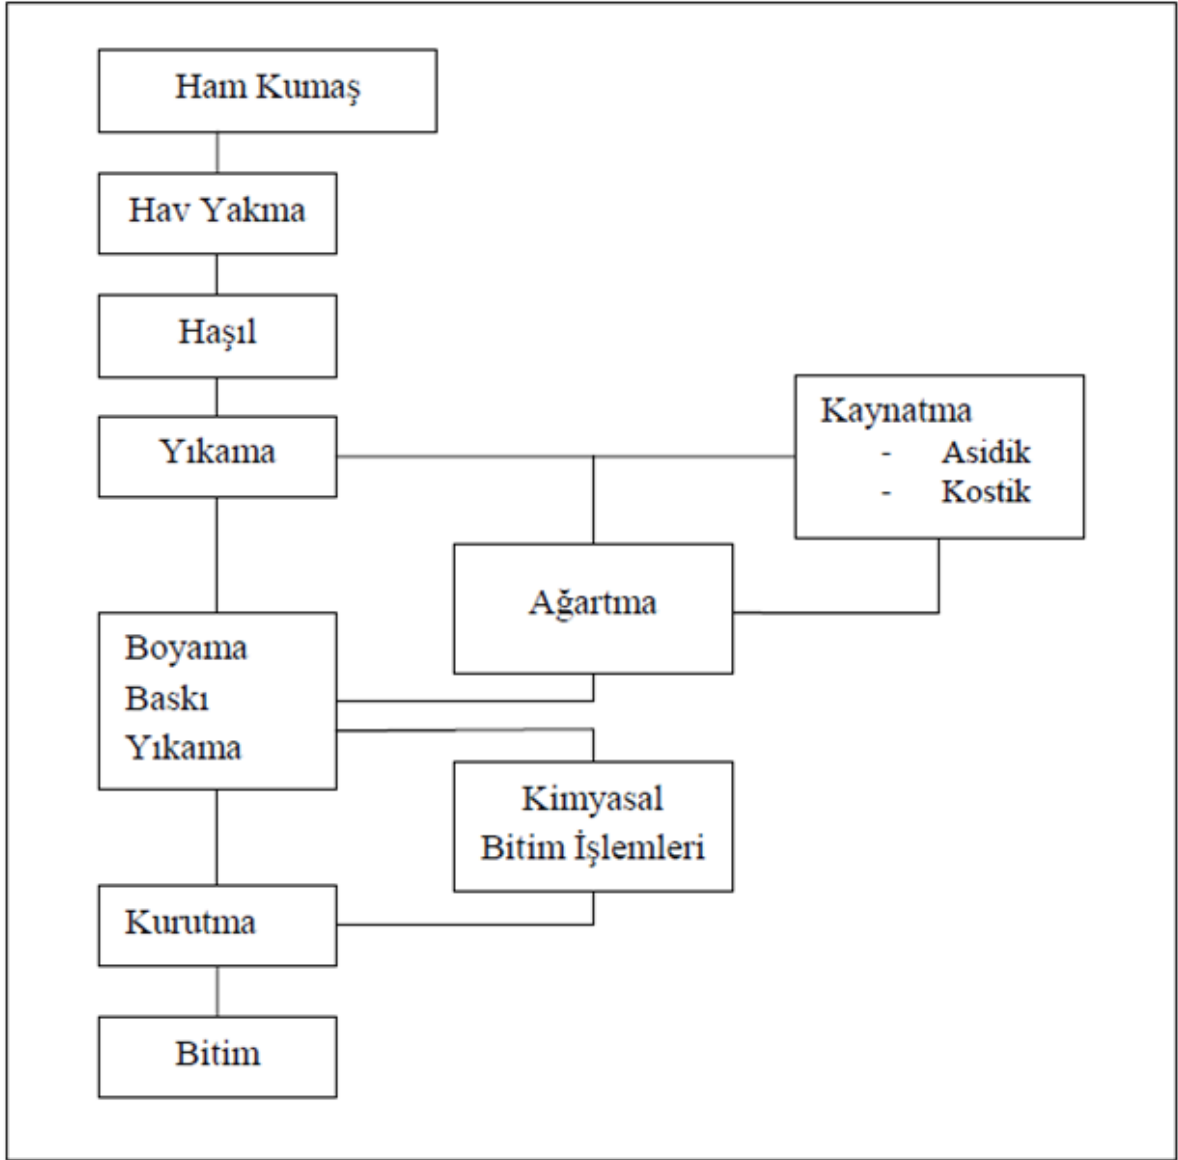 Ham Kumaş
Hav Yakma
Haşıl
Yıkama
Kaynatma
- Asidik
- Kostik
Ağartma
Boyama
Baskı
Yıkama
Kimyasal
Bitim İşlemleri
Kurutma
Bitim